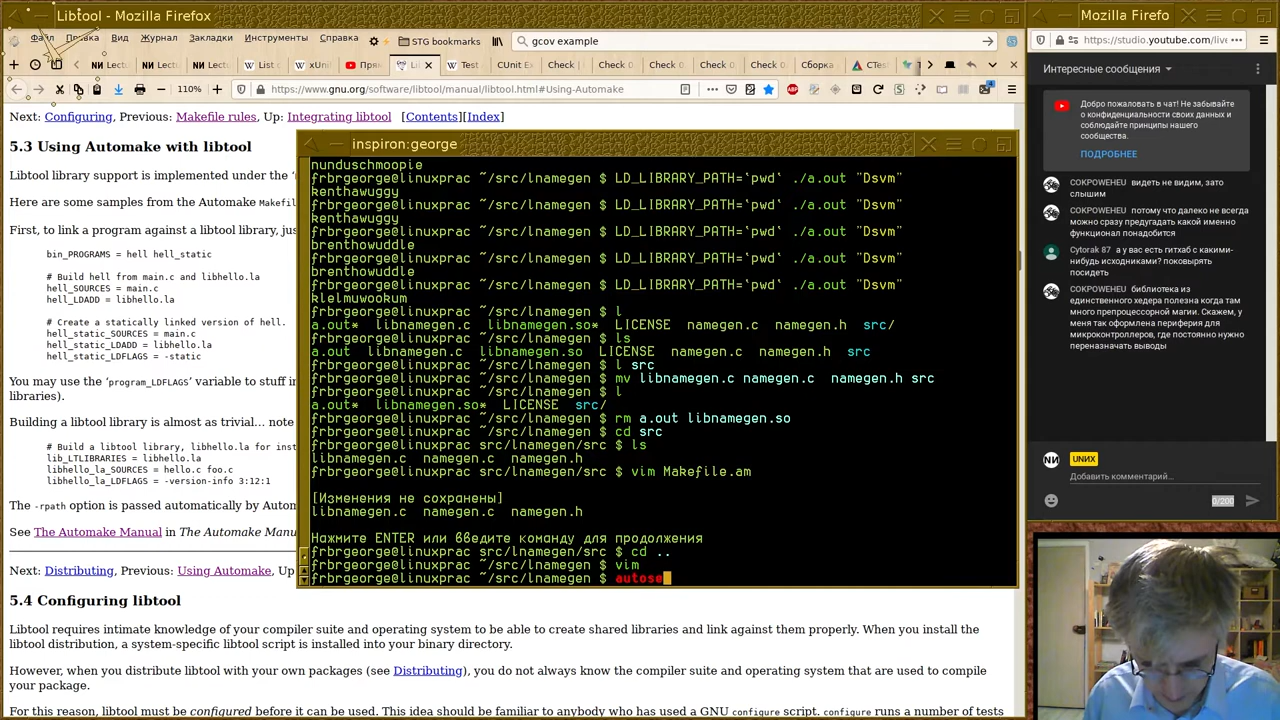 Libtool - Mozilla Firefox
Файл Правка Вид Журнал Закладки Инструменты Справка
STG bookmarks
gcov example
110%
https://www.gnu.org/software/libtool/manual/libtool.html#Using-Automake
Next: Configuring, Previous: Makefile rules, Up: Integrating libtool [Contents][Index]
5.3 Using Automake with libtool
Libtool library support is implemented under the ‘
Here are some samples from the Automake Makefil
First, to link a program against a libtool library, jus
bin_PROGRAMS = hell hell_static
# Build hell from main.c and libhello.la
hell_SOURCES = main.c
hell_LDADD = libhello.la
# Create a statically linked version of hell.
hell_static_SOURCES = main.c
hell_static_LDADD = libhello.la
hell_static_LDFLAGS = -static
You may use the ‘program_LDFLAGS’ variable to stuff in
libraries).
Building a libtool library is almost as trivial… note
# Build a libtool library, libhello.la for inst
lib_LTLIBRARIES = libhello.la
libhello_la_SOURCES = hello.c foo.c
libhello_la_LDFLAGS = -version-info 3:12:1
The -rpath option is passed automatically by Autom
See The Automake Manual in The Automake Manu
Next: Distributing, Previous: Using Automake, Up
5.4 Configuring libtool
Libtool requires intimate knowledge of your compiler suite and operating system to be able to create shared libraries and link against them properly. When you install the
libtool distribution, a system-specific libtool script is installed into your binary directory.
However, when you distribute libtool with your own packages (see Distributing), you do not always know the compiler suite and operating system that are used to compile
your package.
For this reason, libtool must be configured before it can be used. This idea should be familiar to anybody who has used a GNU configure script. configure runs a number of tests
inspiron:george
nunduschmoopie
frbrgeorge@linuxprac ~/src/lnamegen $ LD_LIBRARY_PATH=`pwd` ./a.out "Dsvm"
kenthawuggy
frbrgeorge@linuxprac ~/src/lnamegen $ LD_LIBRARY_PATH=`pwd` ./a.out "Dsvm"
kenthawuggy
frbrgeorge@linuxprac ~/src/lnamegen $ LD_LIBRARY_PATH=`pwd` ./a.out "Dsvm"
brenthowuddle
frbrgeorge@linuxprac ~/src/lnamegen $ LD_LIBRARY_PATH=`pwd` ./a.out "Dsvm"
brenthowuddle
frbrgeorge@linuxprac ~/src/lnamegen $ LD_LIBRARY_PATH=`pwd` ./a.out "Dsvm"
klelmuwookum
frbrgeorge@linuxprac ~/src/lnamegen $ l
a.out* libnamegen.c libnamegen.so* LICENSE namegen.c namegen.h src/
frbrgeorge@linuxprac ~/src/lnamegen $ ls
a.out libnamegen.c libnamegen.so LICENSE namegen.c namegen.h src
frbrgeorge@linuxprac ~/src/lnamegen $ l src
frbrgeorge@linuxprac ~/src/lnamegen $ mv libnamegen.c namegen.c namegen.h src
frbrgeorge@linuxprac ~/src/lnamegen $ l
a.out* libnamegen.so* LICENSE src/
frbrgeorge@linuxprac ~/src/lnamegen $ rm a.out libnamegen.so
frbrgeorge@linuxprac ~/src/lnamegen $ cd src
frbrgeorge@linuxprac src/lnamegen/src $ ls
libnamegen.c namegen.c namegen.h
frbrgeorge@linuxprac src/lnamegen/src $ vim Makefile.am
[Изменения не сохранены]
libnamegen.c namegen.c namegen.h
Нажмите ENTER или введите команду для продолжения
frbrgeorge@linuxprac src/lnamegen/src $ cd ..
frbrgeorge@linuxprac ~/src/lnamegen $ vim
frbrgeorge@linuxprac ~/src/lnamegen $ autose
Mozilla Firefo
https://studio.youtube.com/live
Интересные сообщения
Добро пожаловать в чат! Не забывайте
о конфиденциальности своих данных и
соблюдайте принципы нашего
сообщества.
ПОДРОБНЕЕ
COKPOWEHEU видеть не видим, зато
слышим
COKPOWEHEU потому что далеко не всегда
можно сразу предугадать какой именно
функционал понадобится
Cytorak 87 а у вас есть гитхаб с какими-
нибудь исходниками? поковырять
посидеть
COKPOWEHEU библиотека из
единственного хедера полезна когда там
много препроцессорной магии. Скажем, у
меня так оформлена периферия для
микроконтроллеров, где постоянно нужно
переназначать выводы
UNИX
Добавить комментарий...
0/200